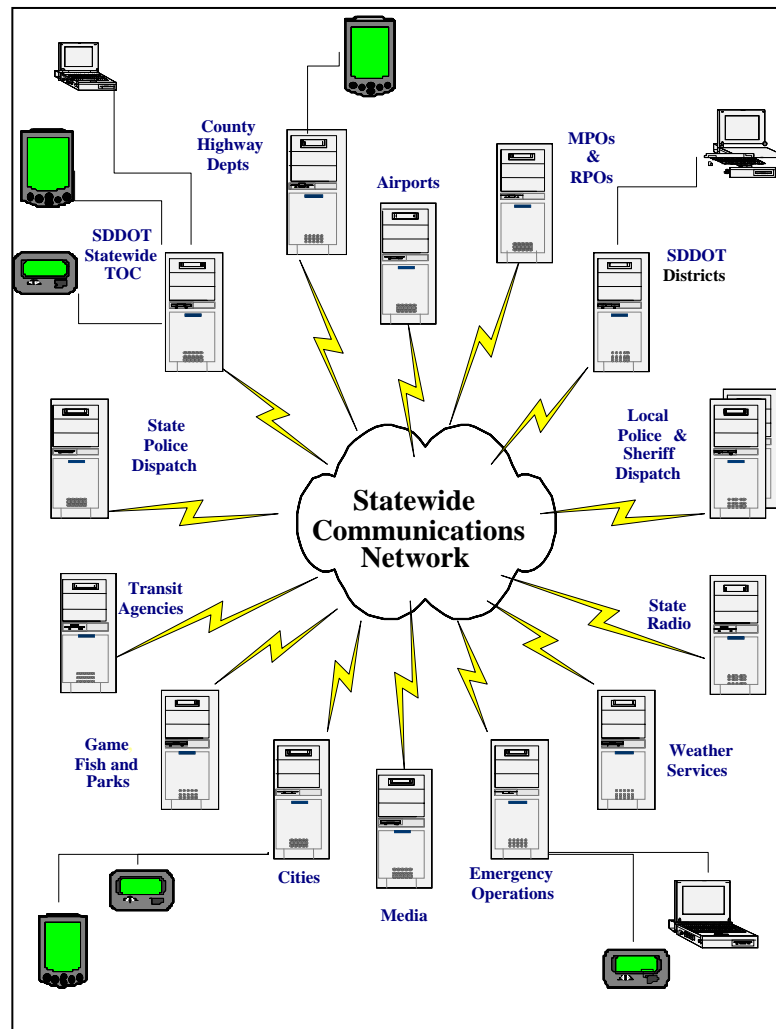 County
Highway
Depts
MPOs
&
RPOs
Airports
SDDOT
Statewide
TOC
SDDOT
Districts
State
Police
Dispatch
Local
Police &
Sheriff
Dispatch
Statewide
Communications
Network
Transit
Agencies
State
Radio
Game
Fish and
Parks
Weather
Services
Cities
Media
Emergency
Operations